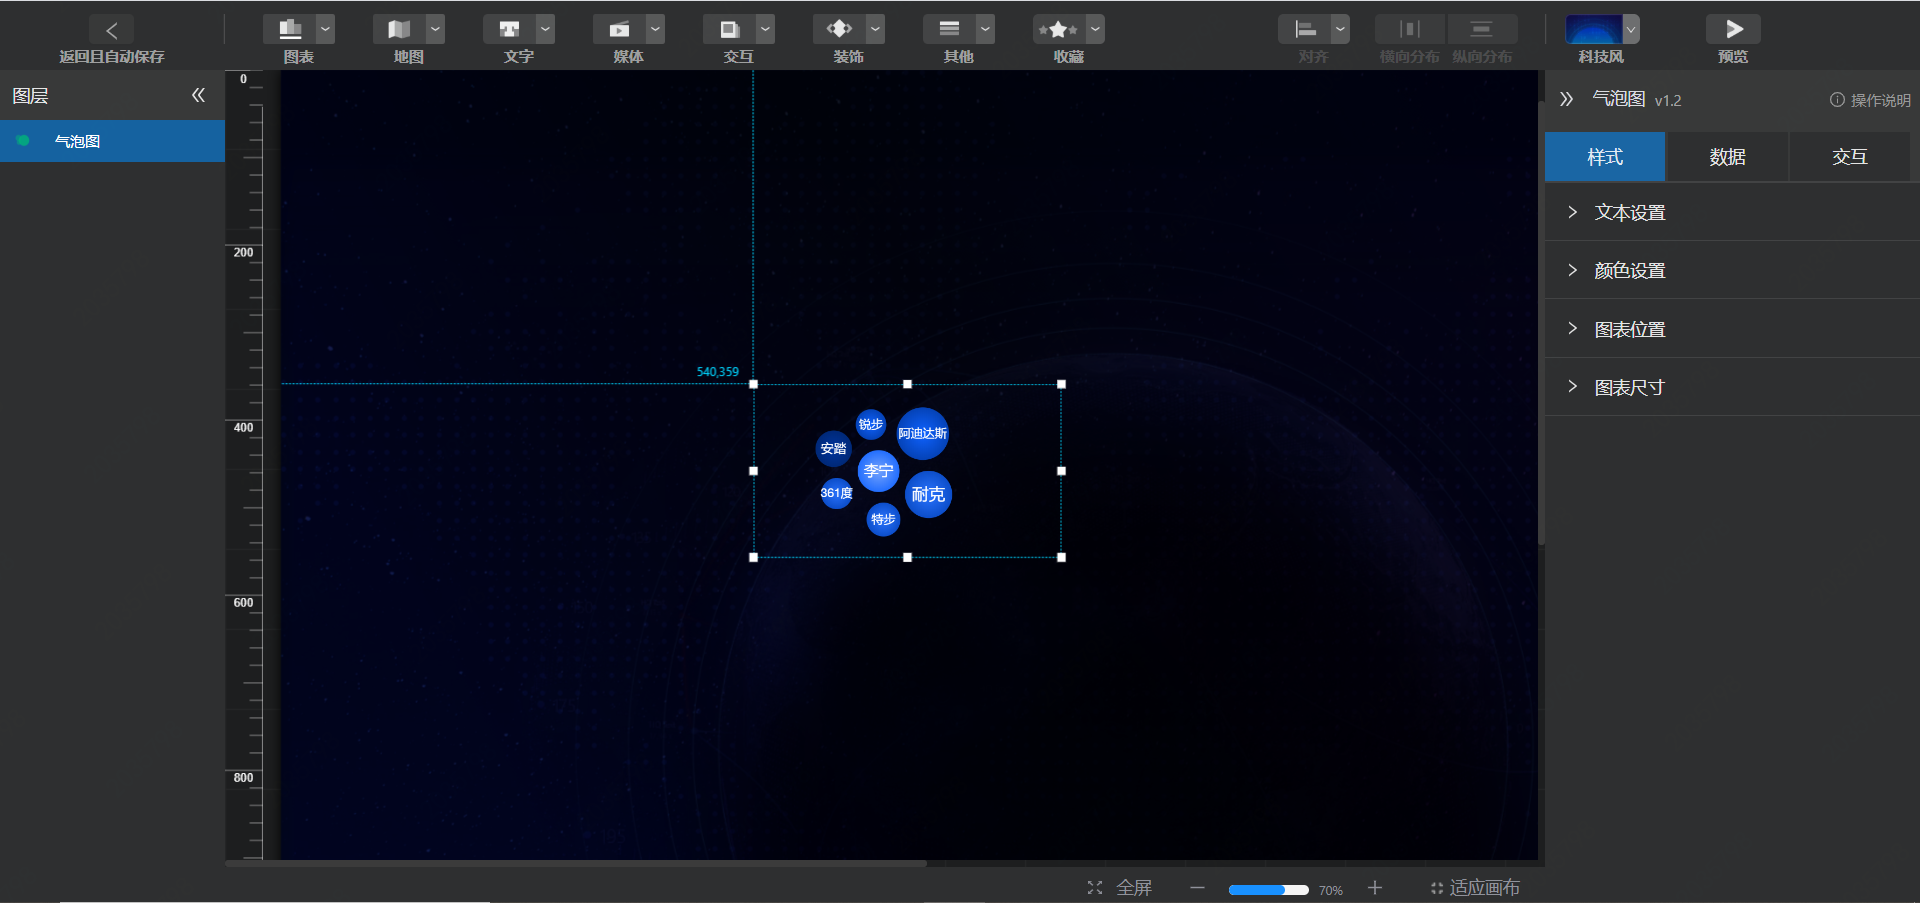 返回且自动保存
图表
地图
文字
媒体
交互
装饰
其他
收藏
对齐
横向分布
纵向分布
科技风
预览
图层
气泡图
0
200
400
600
800
540,359
锐步
阿迪达斯
安踏
李宁
361度
耐克
特步
气泡图 v1.2
操作说明
样式
数据
交互
文本设置
颜色设置
图表位置
图表尺寸
全屏
70%
适应画布